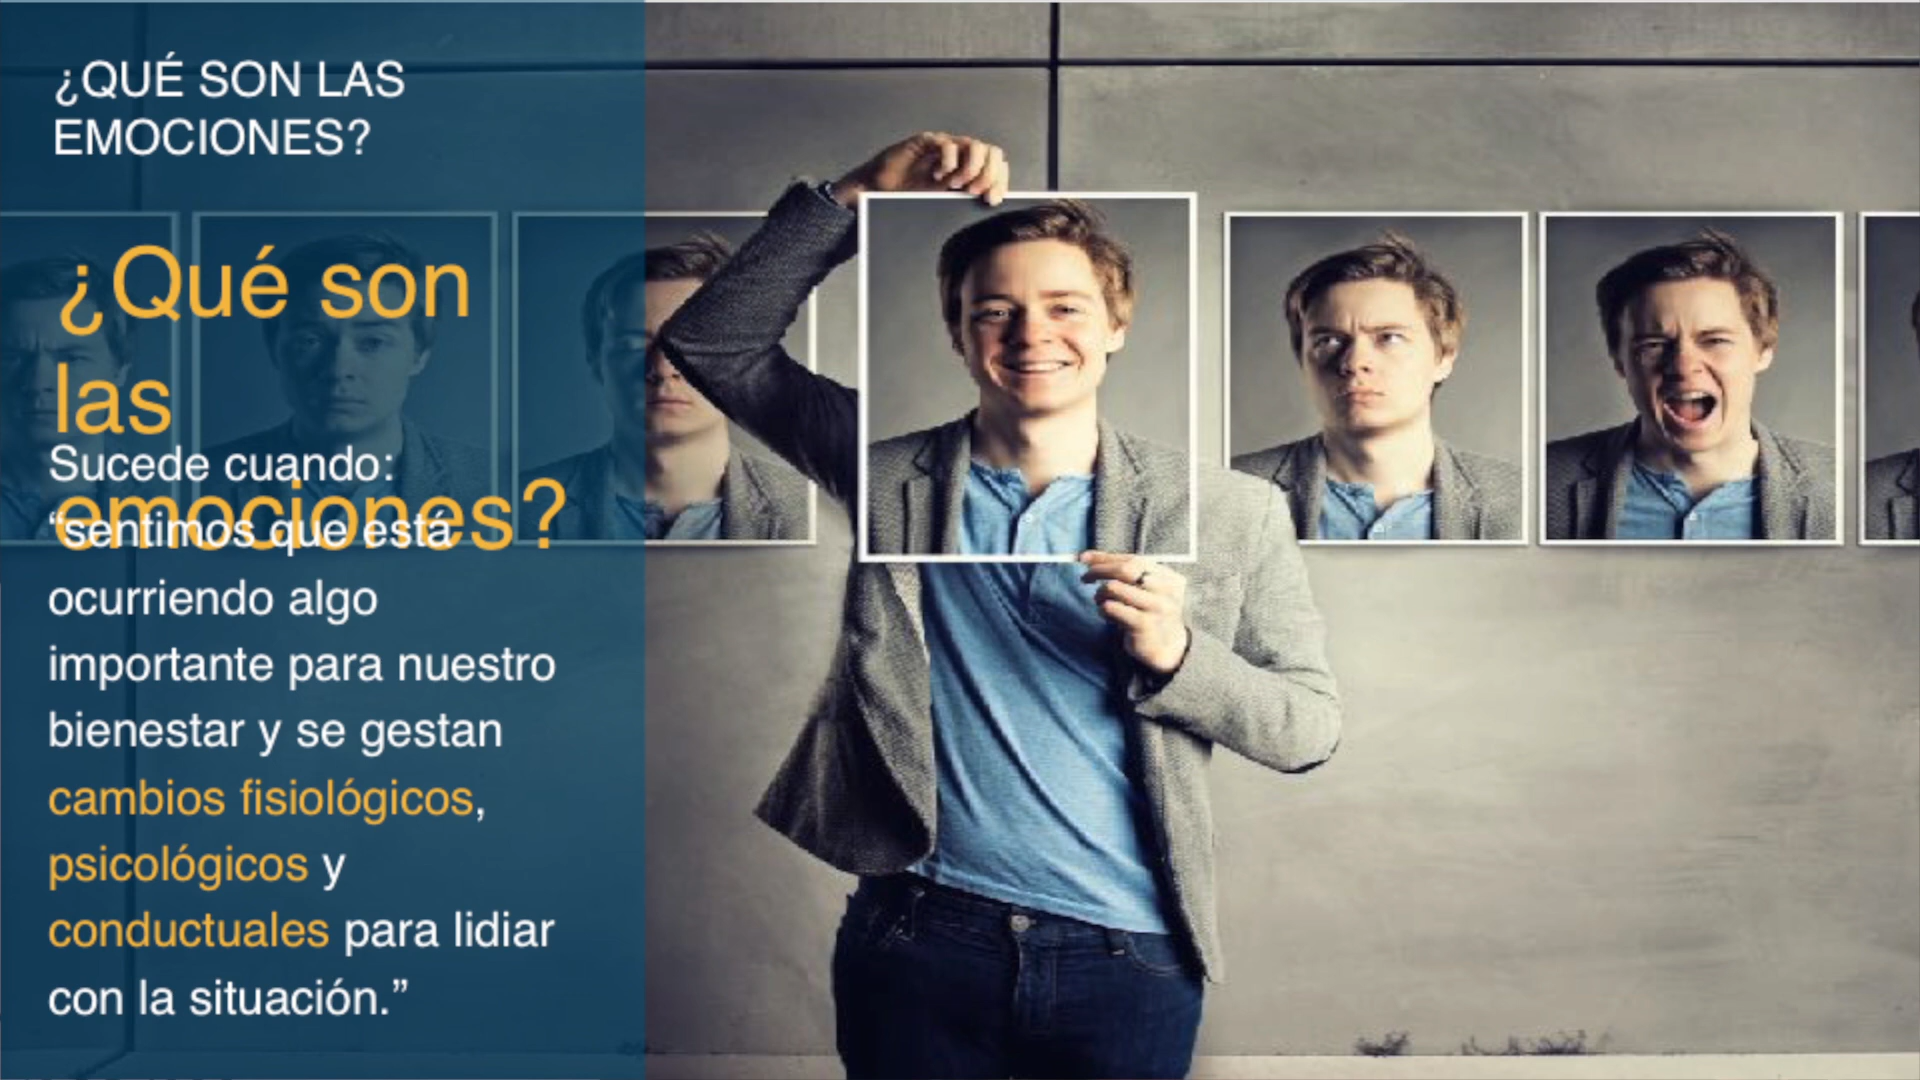 ¿QUÉ SON LAS
EMOCIONES?
¿Qué son
las
emociones?
Sucede cuando:
“sentimos que está
ocurriendo algo
importante para nuestro
bienestar y se gestan
cambios fisiológicos,
psicológicos y
conductuales para lidiar
con la situación.”